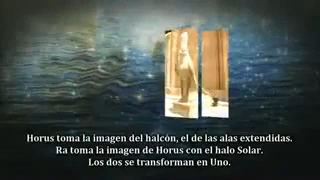 Horus toma la imagen del halcón, el de las alas extendidas.
Ra toma la imagen de Horus con el halo Solar.
Los dos se transforman en Uno.